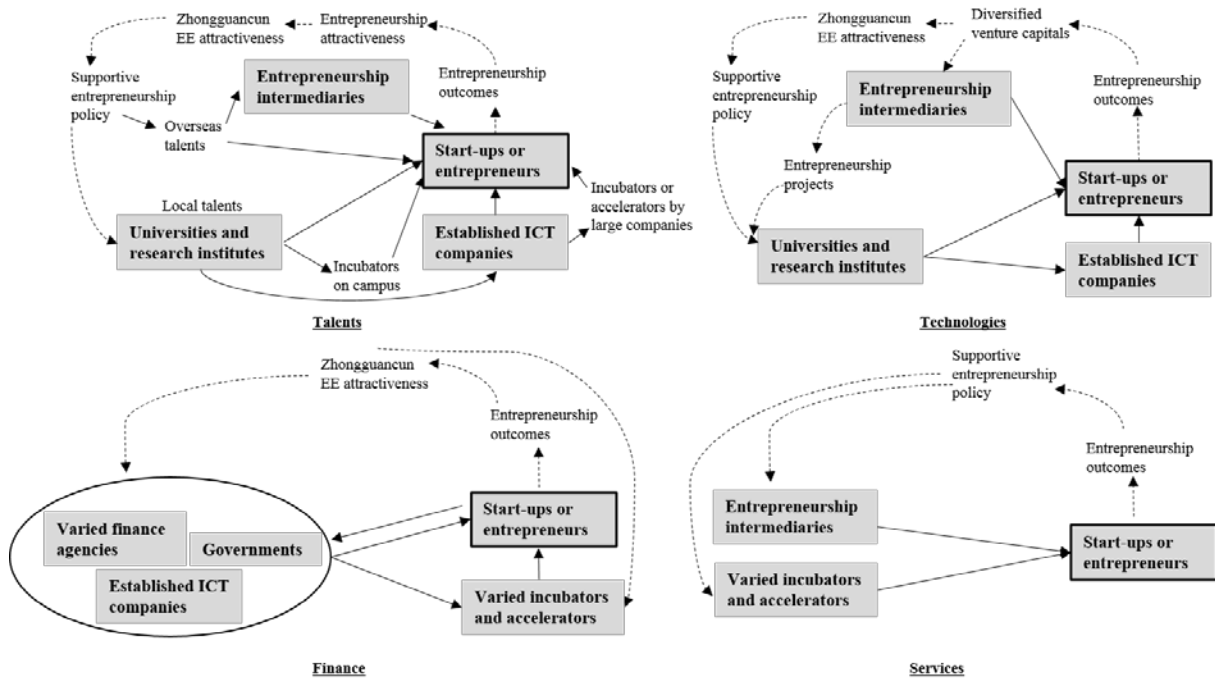 Zhongguancun
EE attractiveness
Entrepreneurship
attractiveness
Supportive
entrepreneurship
policy
Entrepreneurship
intermediaries
Entrepreneurship
outcomes
Overseas
talents
Start-ups or
entrepreneurs
Incubators or
accelerators by
large companies
Local talents
Universities and
research institutes
Established ICT
companies
Incubators
on campus
Talents
Zhongguancun
EE attractiveness
Diversified
venture capitals
Supportive
entrepreneurship
policy
Entrepreneurship
intermediaries
Entrepreneurship
outcomes
Entrepreneurship
projects
Start-ups or
entrepreneurs
Universities and
research institutes
Established ICT
companies
Technologies
Zhongguancun
EE attractiveness
Entrepreneurship
outcomes
Varied finance
agencies
Governments
Established ICT
companies
Start-ups or
entrepreneurs
Varied incubators
and accelerators
Finance
Supportive
entrepreneurship
policy
Entrepreneurship
outcomes
Entrepreneurship
intermediaries
Start-ups or
entrepreneurs
Varied incubators
and accelerators
Services